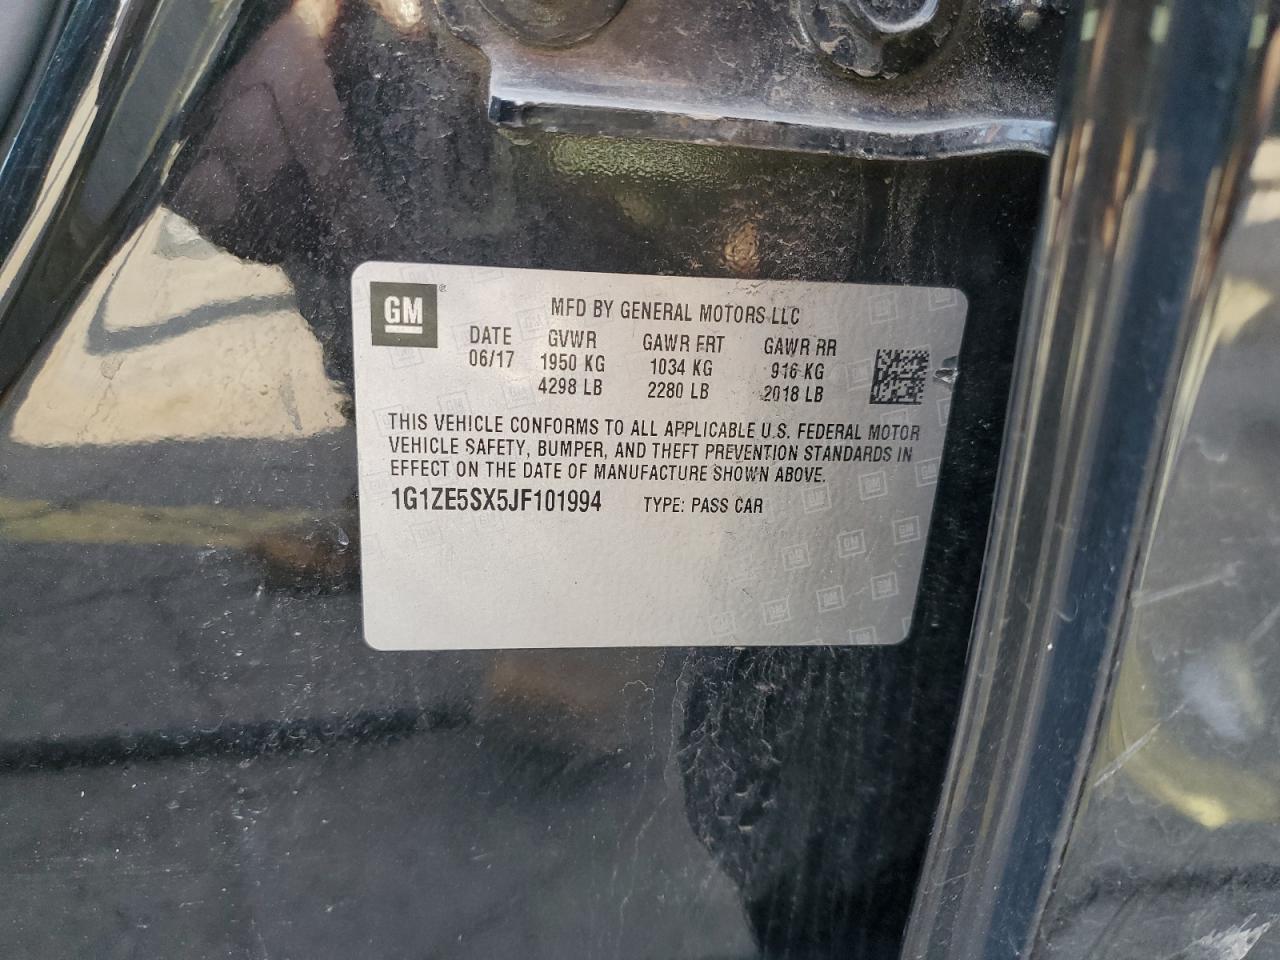 GM®
MFD BY GENERAL MOTORS LLC
DATE GVWR GAWR FRT GAWR RR
06/17 1950 KG 1034 KG 916 KG
4298 LB 2280 LB 2018 LB
THIS VEHICLE CONFORMS TO ALL APPLICABLE U.S. FEDERAL MOTOR
VEHICLE SAFETY, BUMPER, AND THEFT PREVENTION STANDARDS IN
EFFECT ON THE DATE OF MANUFACTURE SHOWN ABOVE.
1G1ZE5SX5JF101994 TYPE: PASS CAR